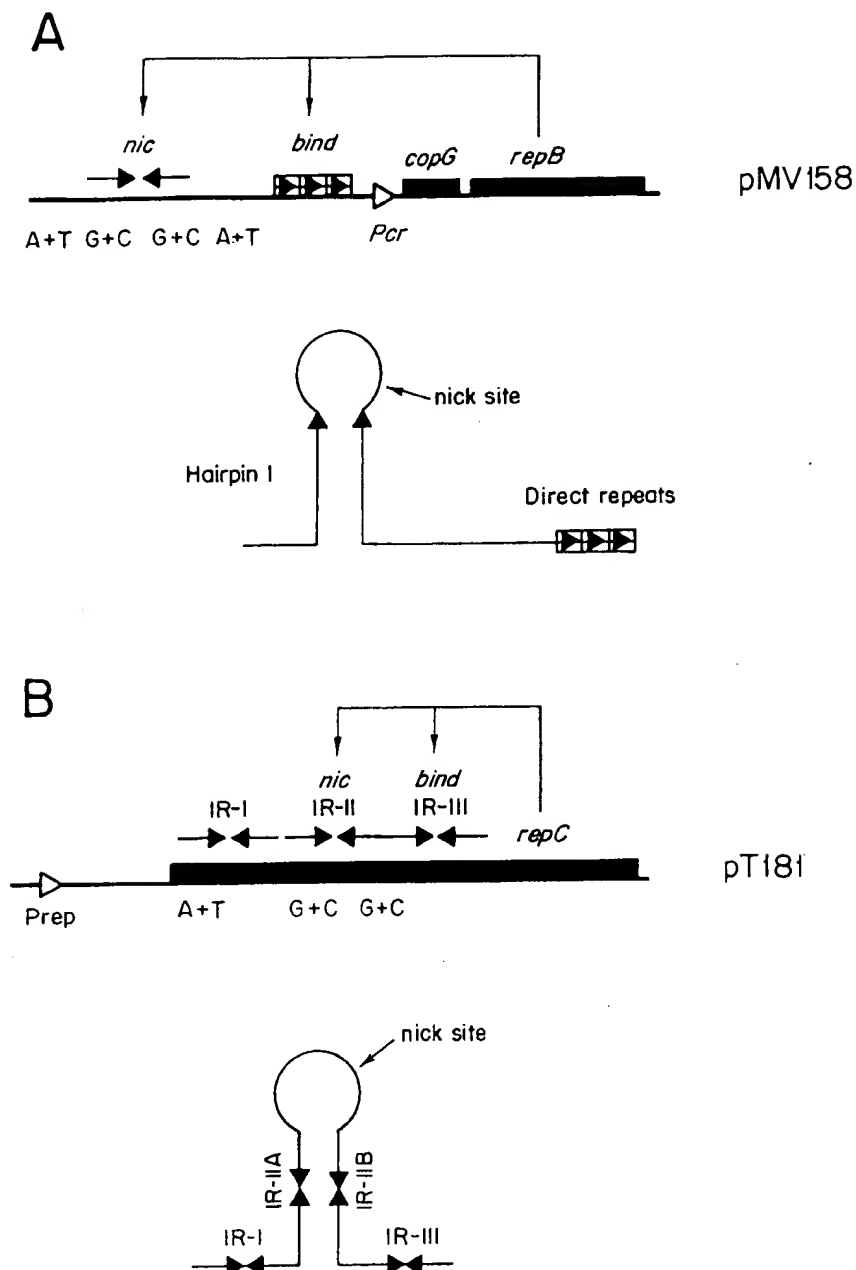 A
nic
bind
copG
repB
pMV158
A+T G+C G+C A+T
Pcr
nick site
Hairpin 1
Direct repeats
B
nic
bind
IR-I
IR-II
IR-III
repC
pT181
Prep
A+T
G+C G+C
nick site
IR-IIA
IR-IIB
IR-I
IR-III